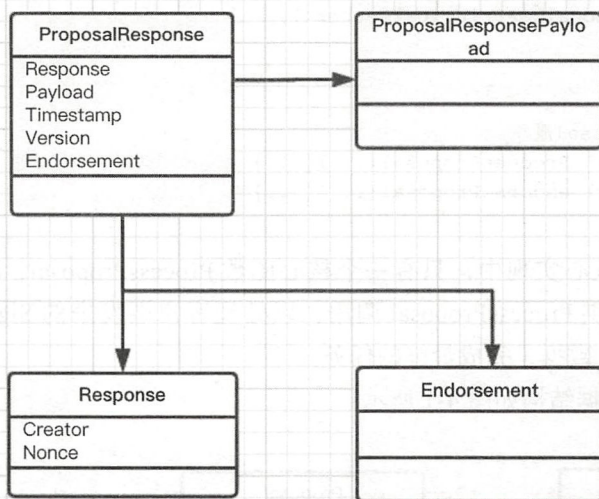 ProposalResponse
Response
Payload
Timestamp
Version
Endorsement
ProposalResponsePaylo
ad
Response
Creator
Nonce
Endorsement